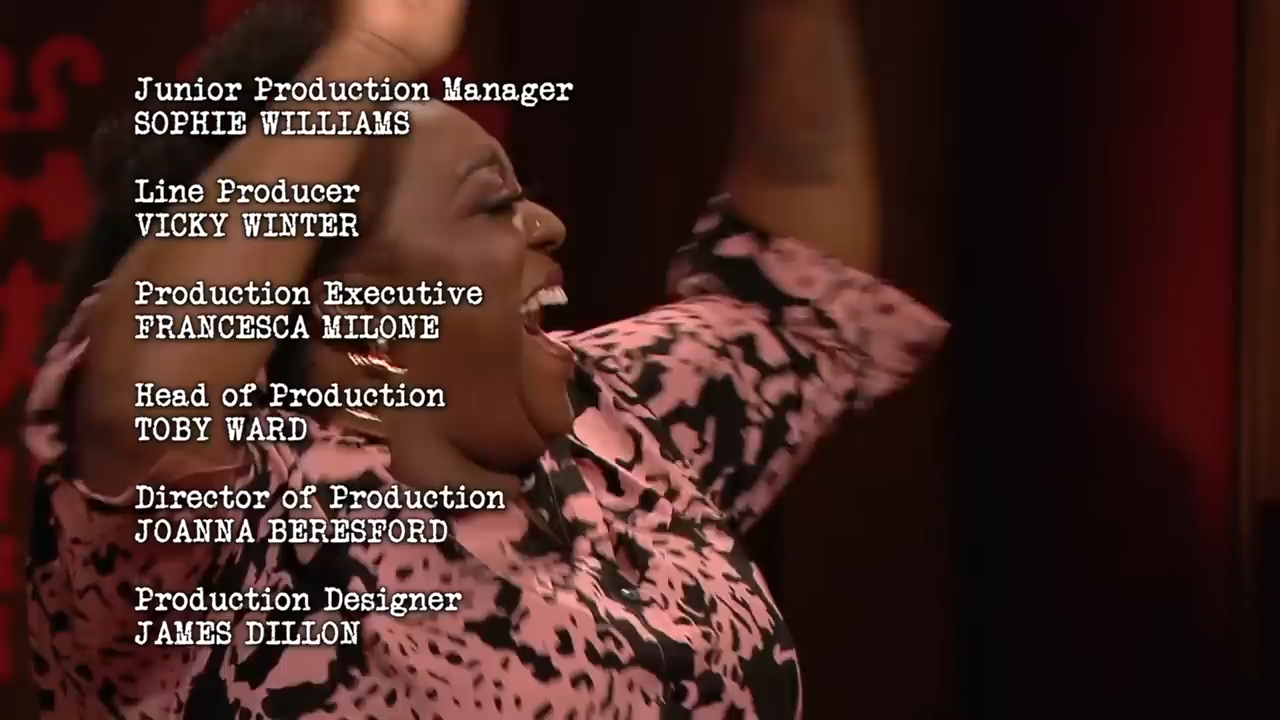 Junior Production Manager
SOPHIE WILLIAMS
Line Producer
VICKY WINTER
Production Executive
FRANCESCA MILONE
Head of Production
TOBY WARD
Director of Production
JOANNA BERESFORD
Production Designer
JAMES DILLON